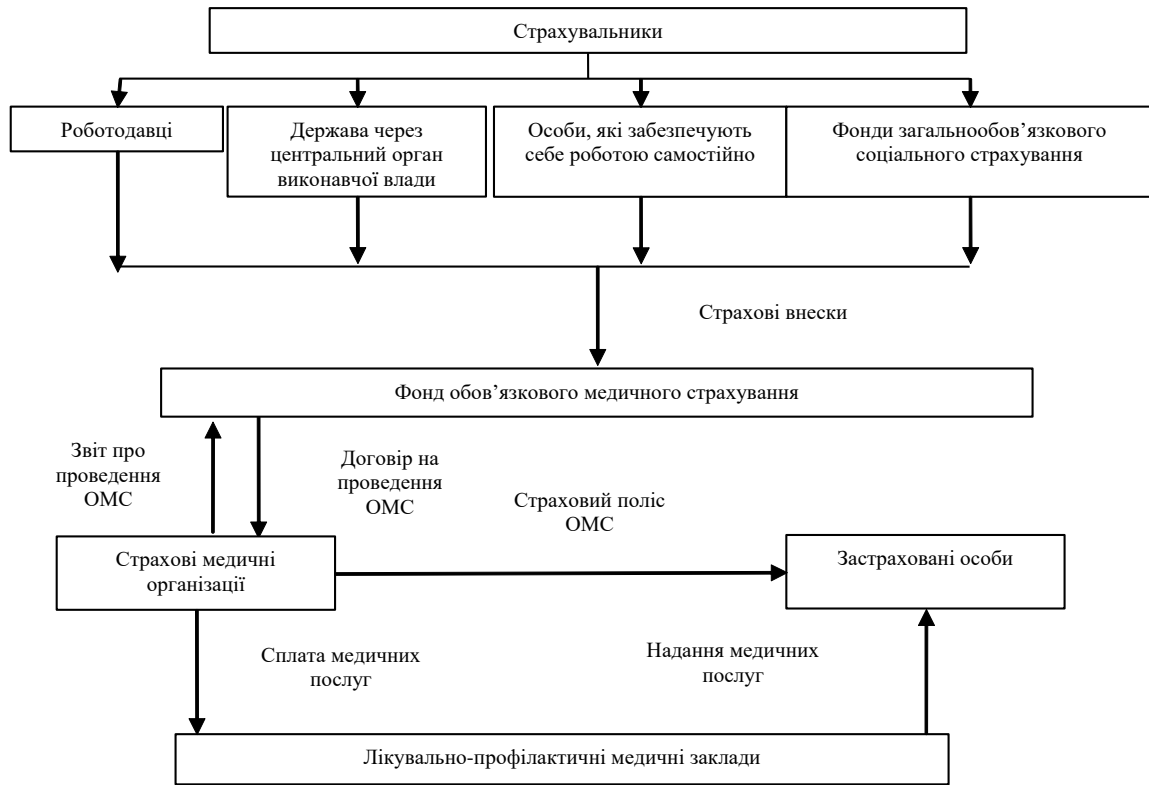 Страхувальники
Роботодавці
Держава через
центральний орган
виконавчої влади
Особи, які забезпечують
себе роботою самостійно
Фонди загальнообов’язкового
соціального страхування
Страхові внески
Фонд обов’язкового медичного страхування
Звіт про
проведення
ОМС
Договір на
проведення
ОМС
Страховий поліс
ОМС
Страхові медичні
організації
Застраховані особи
Сплата медичних
послуг
Надання медичних
послуг
Лікувально-профілактичні медичні заклади